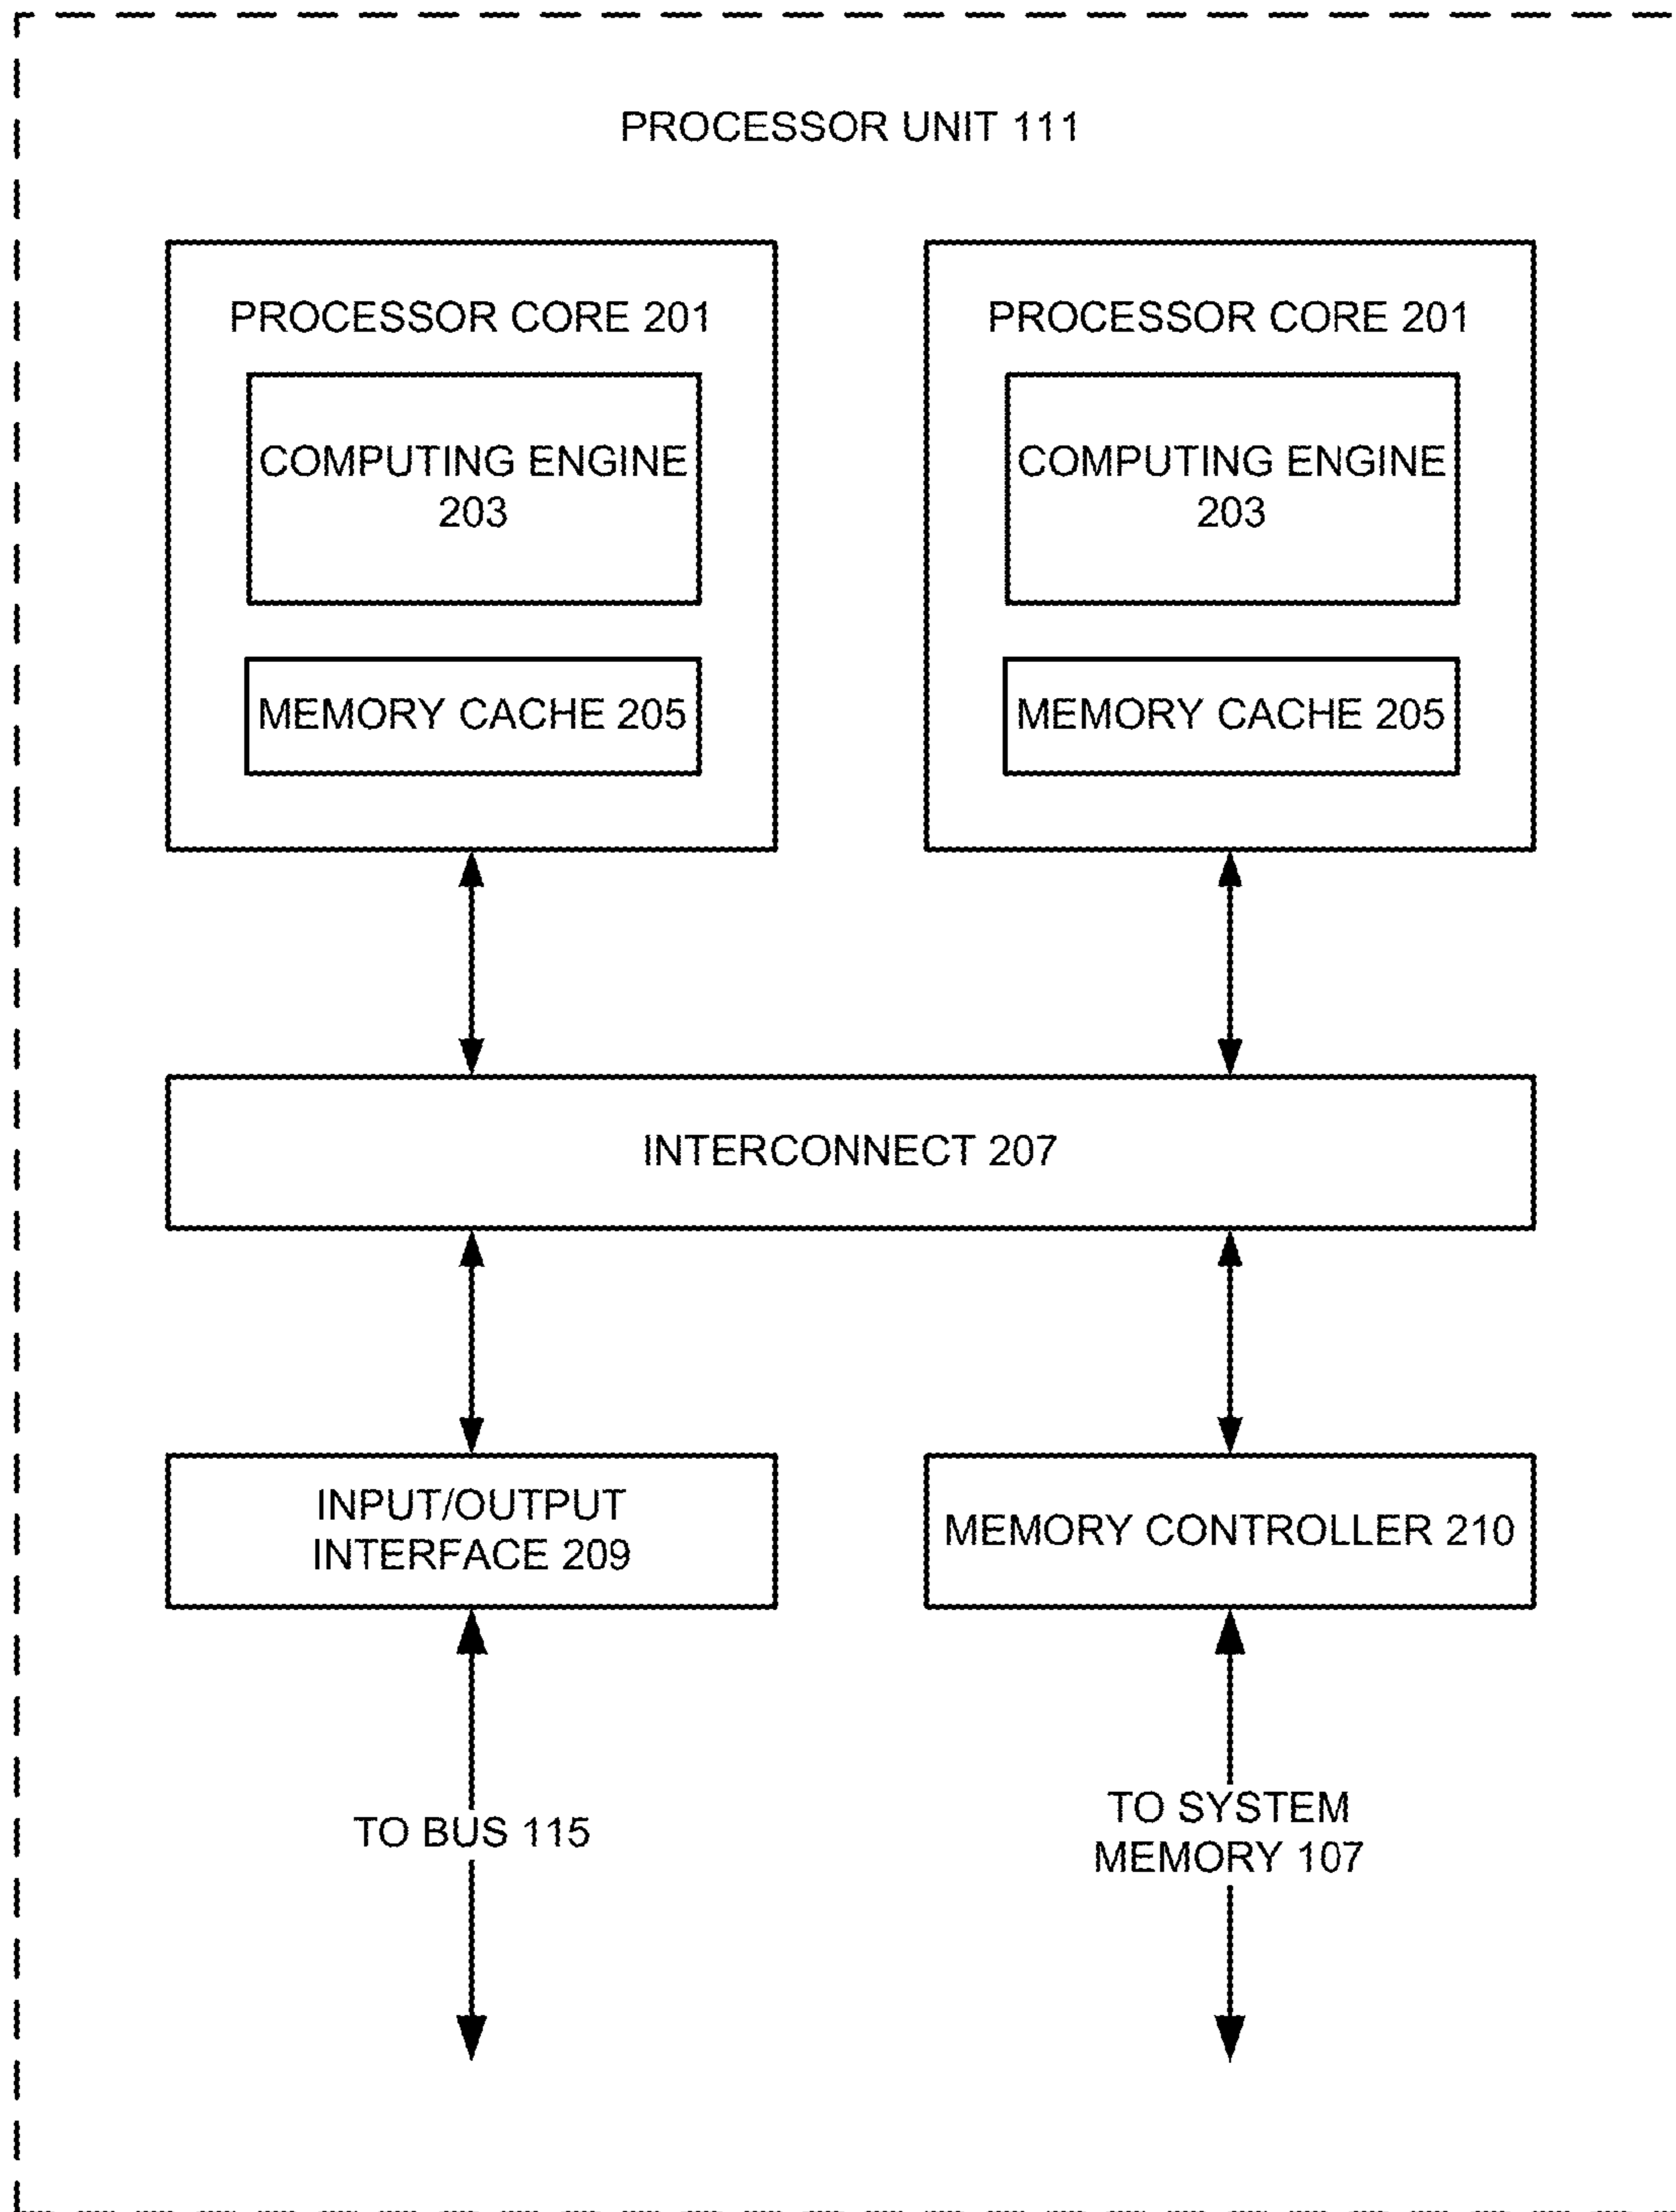 PROCESSOR UNIT 111
PROCESSOR CORE 201
COMPUTING ENGINE
203
MEMORY CACHE 205
PROCESSOR CORE 201
COMPUTING ENGINE
203
MEMORY CACHE 205
INTERCONNECT 207
INPUT/OUTPUT
INTERFACE 209
MEMORY CONTROLLER 210
TO BUS 115
TO SYSTEM
MEMORY 107